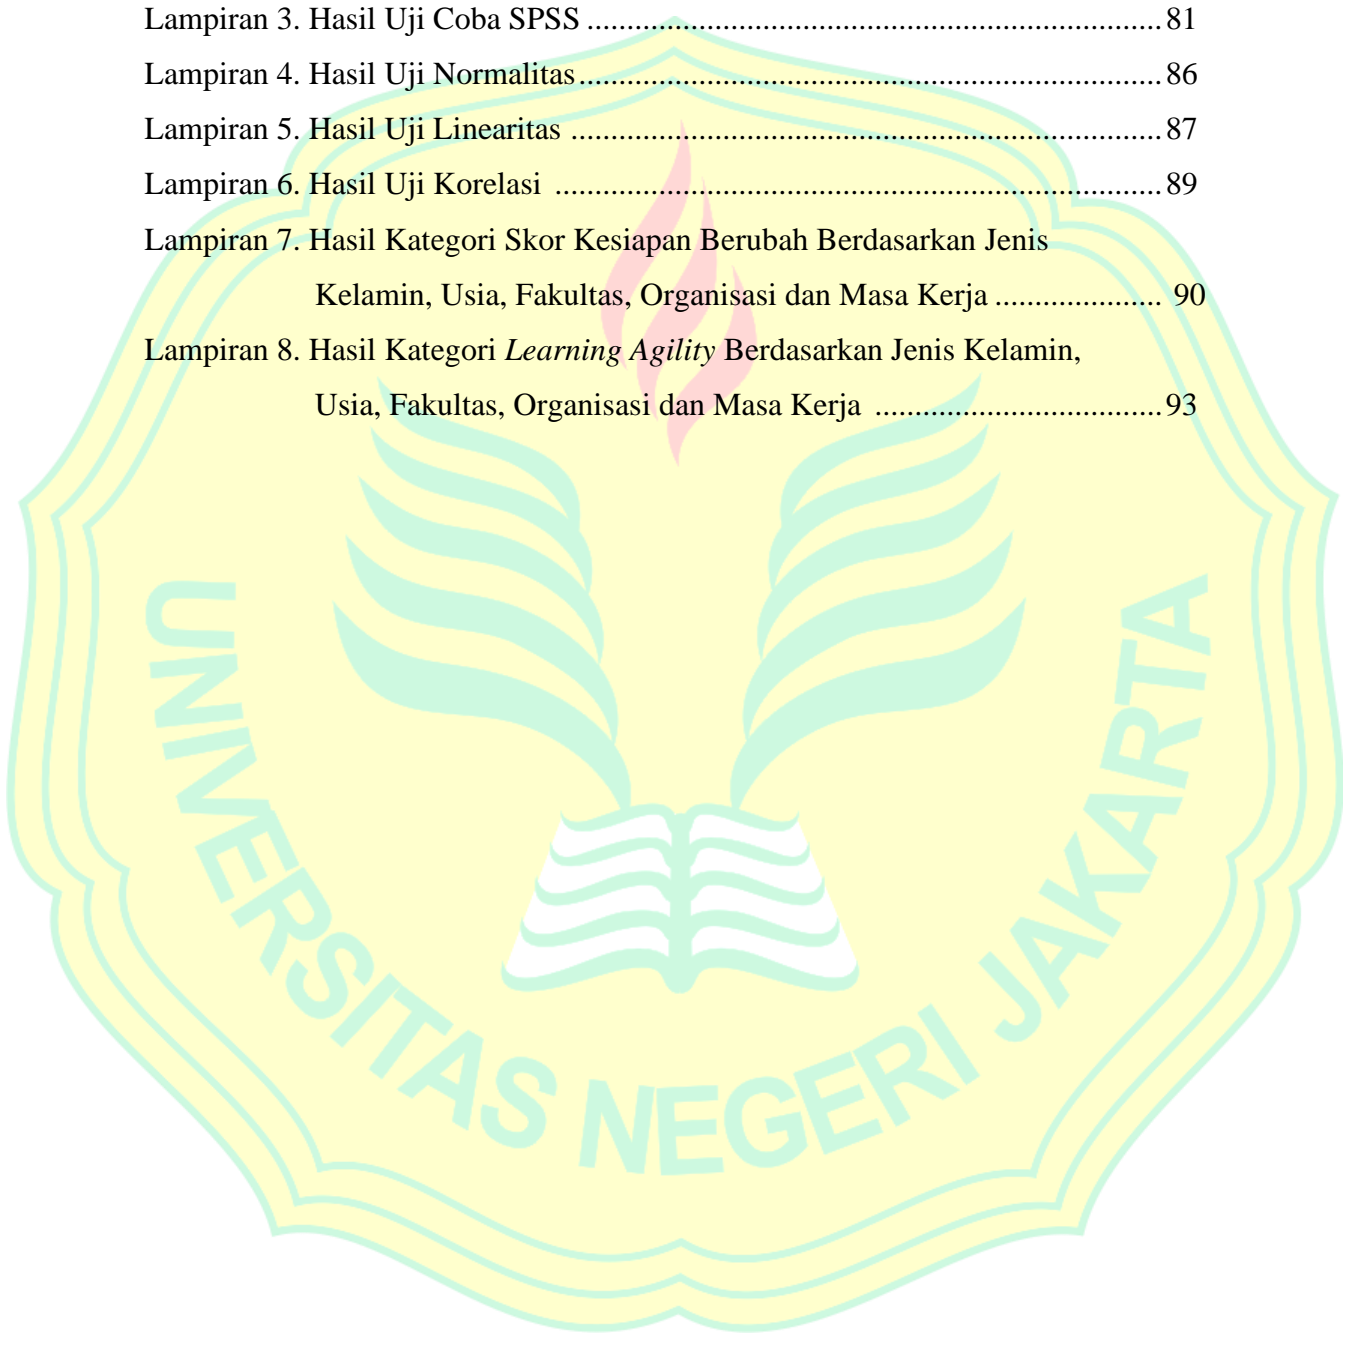 Lampiran 3. Hasil Uji Coba SPSS ........................................................................ 81
Lampiran 4. Hasil Uji Normalitas......................................................................... 86
Lampiran 5. Hasil Uji Linearitas .......................................................................... 87
Lampiran 6. Hasil Uji Korelasi ............................................................................ 89
Lampiran 7. Hasil Kategori Skor Kesiapan Berubah Berdasarkan Jenis
Kelamin, Usia, Fakultas, Organisasi dan Masa Kerja ..................... 90
Lampiran 8. Hasil Kategori Learning Agility Berdasarkan Jenis Kelamin,
Usia, Fakultas, Organisasi dan Masa Kerja .................................... 93
UNIVERSITAS NEGERI JAKARTA